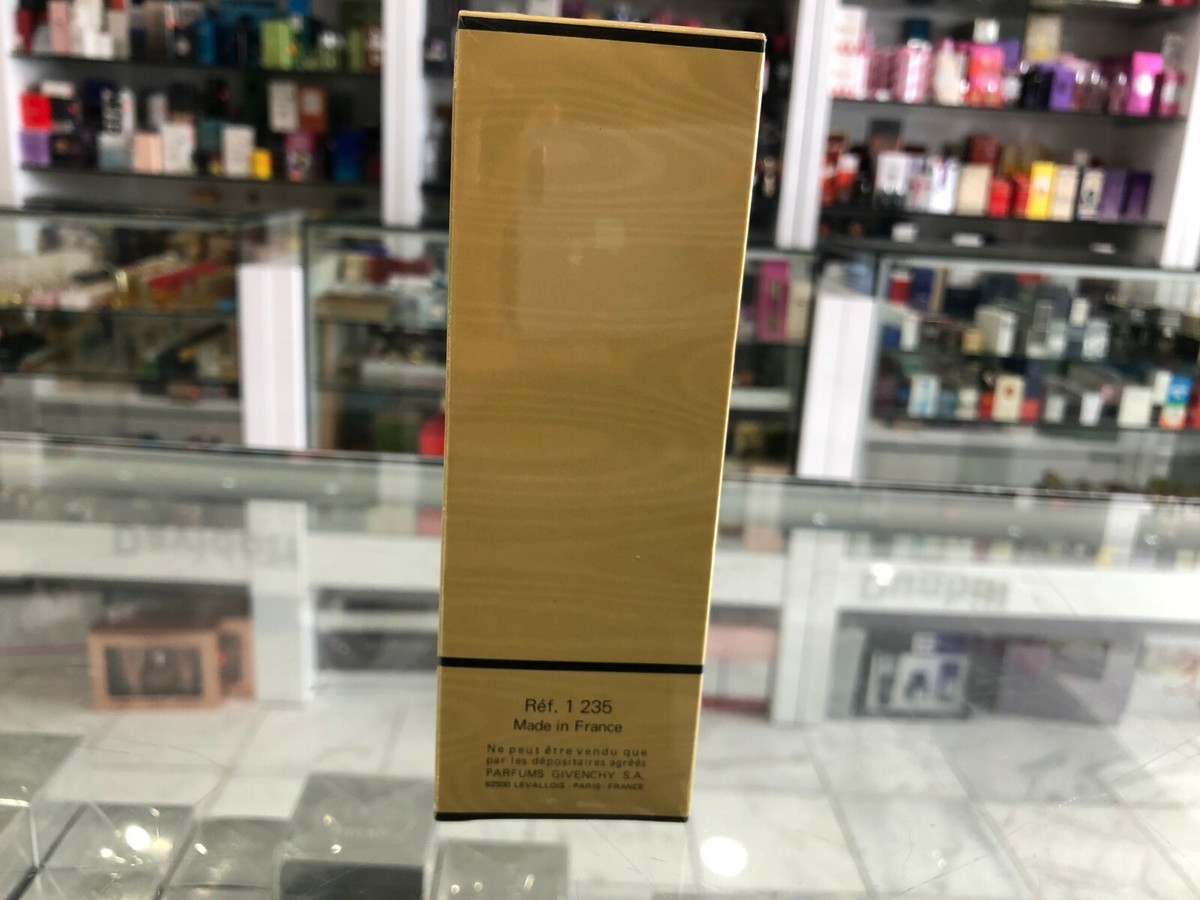 Réf. 1 235
Made in France
Ne peut être vendu que
par les dépositaires agréés
PARFUMS GIVENCHY S.A.
92300 LEVALLOIS - PARIS - FRANCE